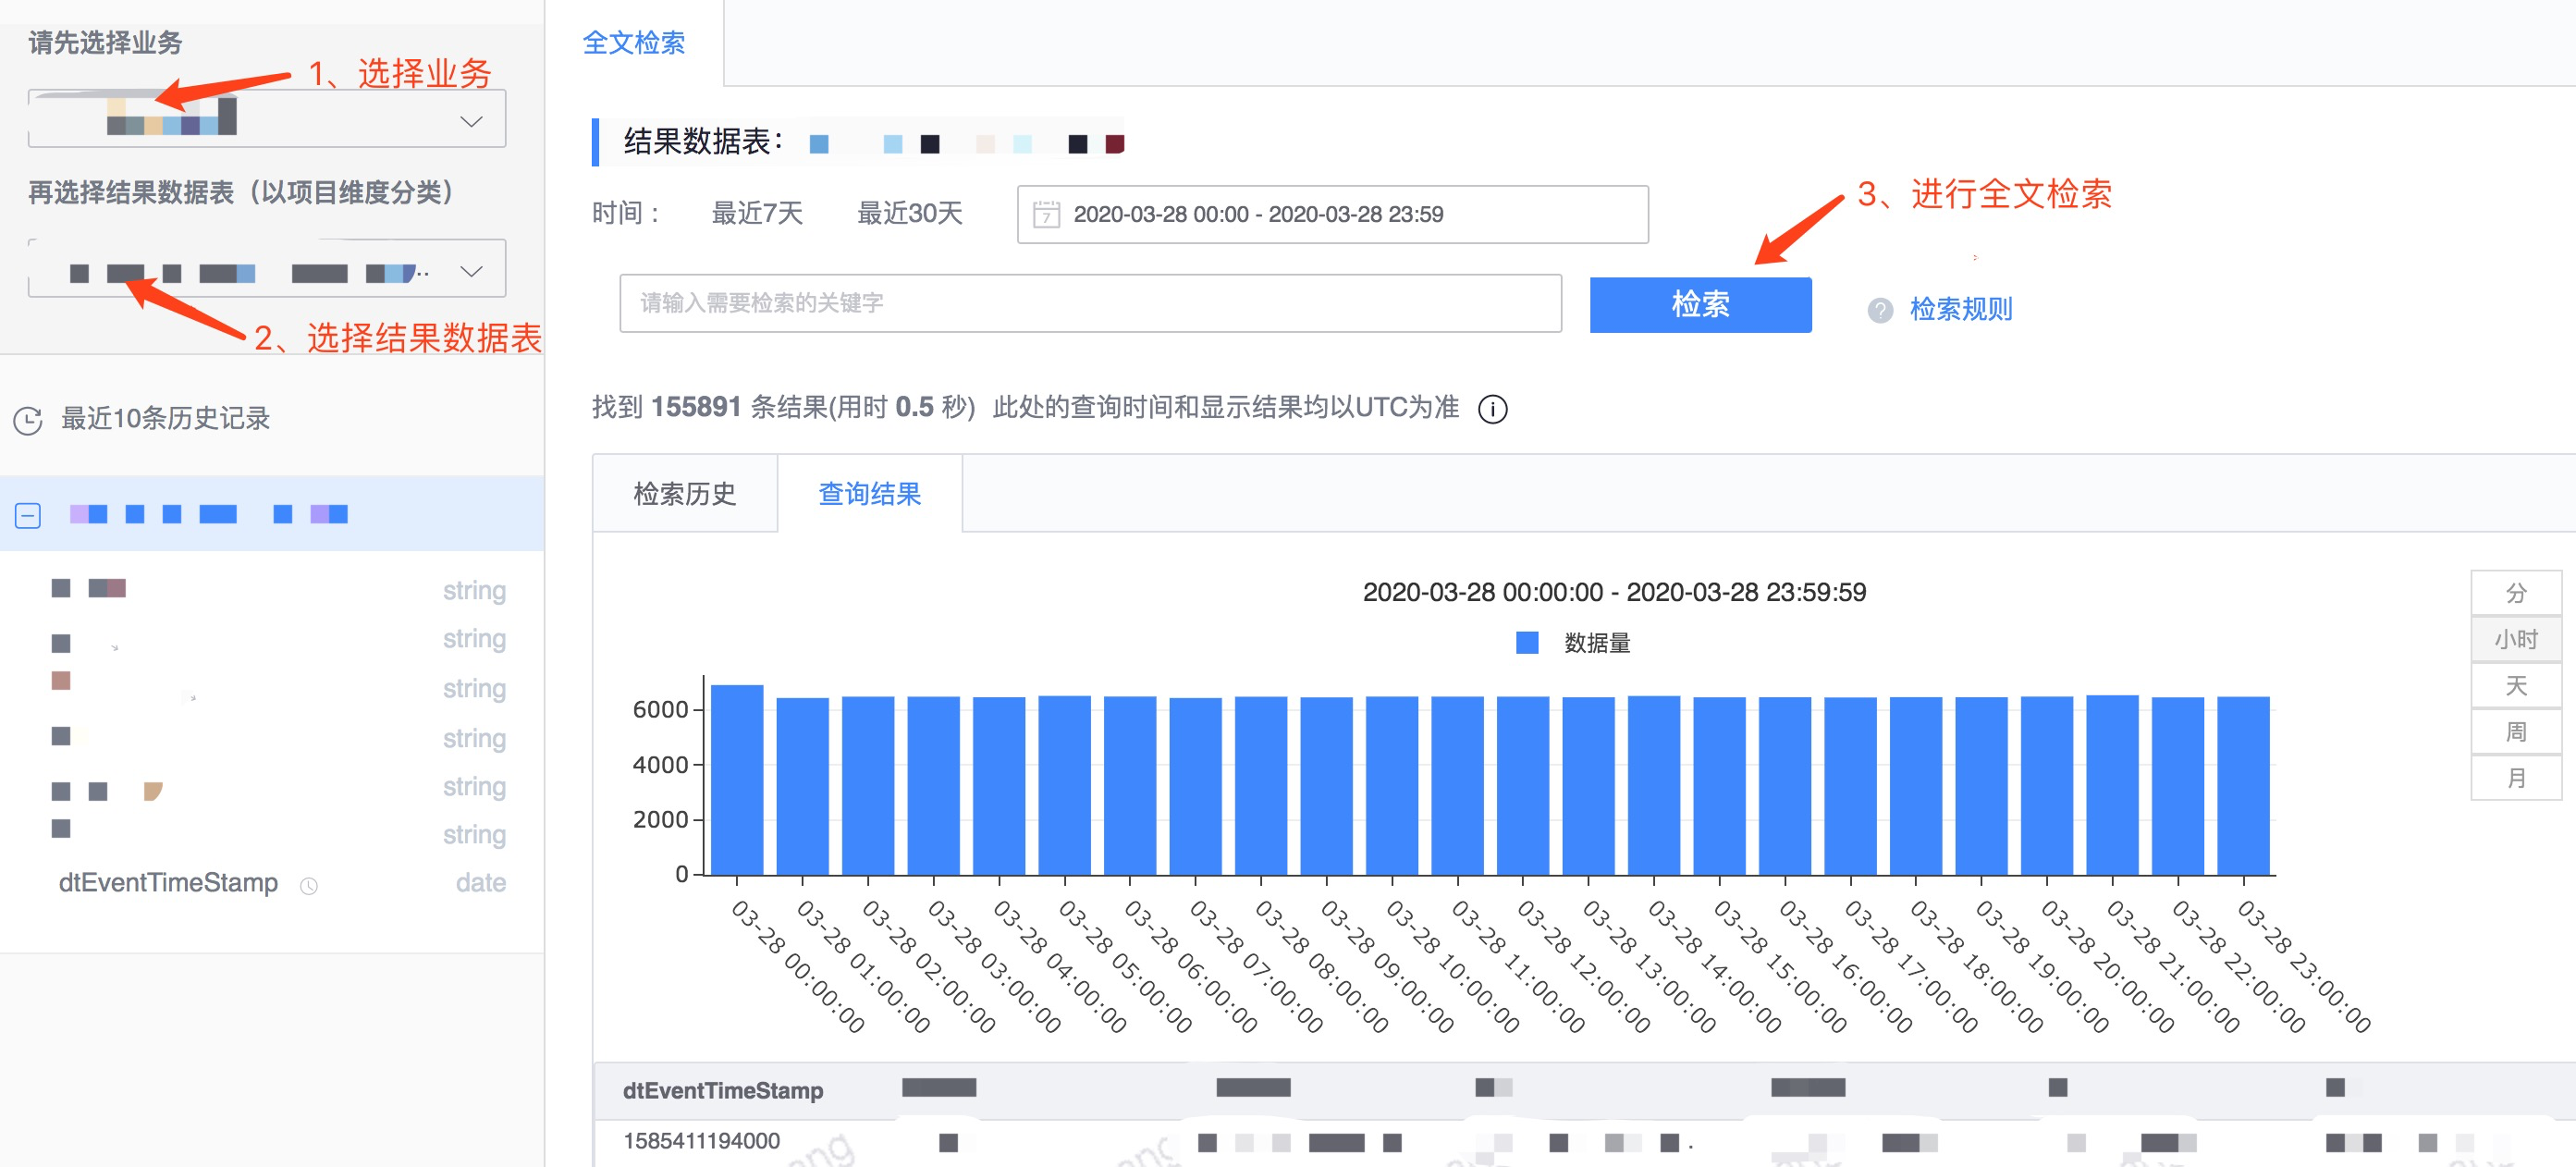 请先选择业务
1、选择业务
再选择结果数据表（以项目维度分类）
2、选择结果数据表
最近10条历史记录
string
string
string
string
string
string
dtEventTimeStamp date
全文检索
结果数据表：
时间： 最近7天 最近30天 7 2020-03-28 00:00 - 2020-03-28 23:59
3、进行全文检索
请输入需要检索的关键字 检索 ? 检索规则
找到 155891 条结果(用时 0.5 秒) 此处的查询时间和显示结果均以UTC为准
检索历史 查询结果
2020-03-28 00:00:00 - 2020-03-28 23:59:59
数据量
分
小时
天
周
月
6000
4000
2000
0
03-28 00:00:00
03-28 01:00:00
03-28 02:00:00
03-28 03:00:00
03-28 04:00:00
03-28 05:00:00
03-28 06:00:00
03-28 07:00:00
03-28 08:00:00
03-28 09:00:00
03-28 10:00:00
03-28 11:00:00
03-28 12:00:00
03-28 13:00:00
03-28 14:00:00
03-28 15:00:00
03-28 16:00:00
03-28 17:00:00
03-28 18:00:00
03-28 19:00:00
03-28 20:00:00
03-28 21:00:00
03-28 22:00:00
03-28 23:00:00
dtEventTimeStamp
1585411194000